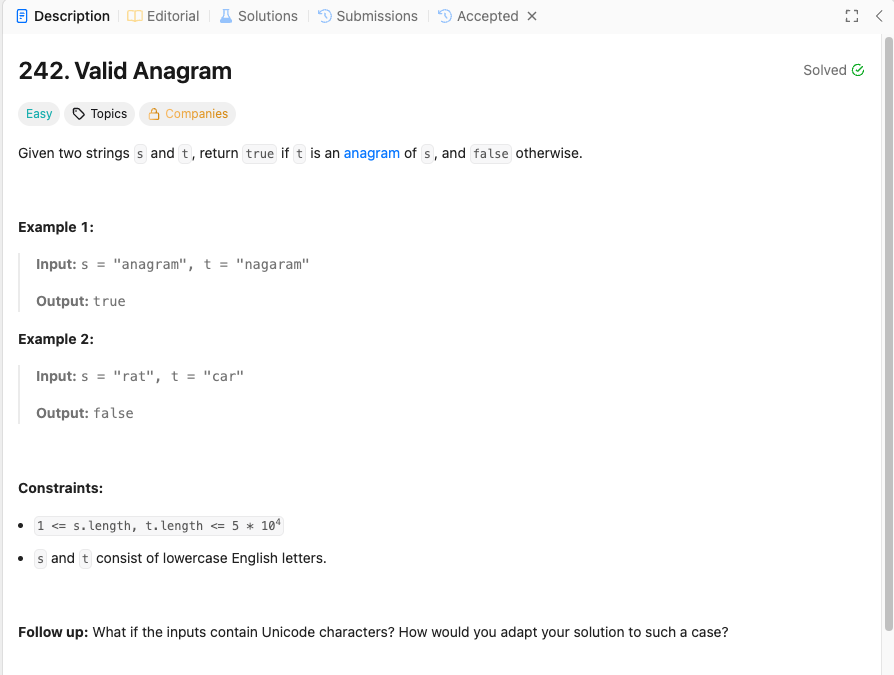 Description Editorial Solutions Submissions Accepted ×
242. Valid Anagram Solved
Easy Topics Companies
Given two strings s and t, return true if t is an anagram of s, and false otherwise.
Example 1:
Input: s = "anagram", t = "nagaram"
Output: true
Example 2:
Input: s = "rat", t = "car"
Output: false
Constraints:
• 1 <= s.length, t.length <= 5 * 10⁴
• s and t consist of lowercase English letters.
Follow up: What if the inputs contain Unicode characters? How would you adapt your solution to such a case?